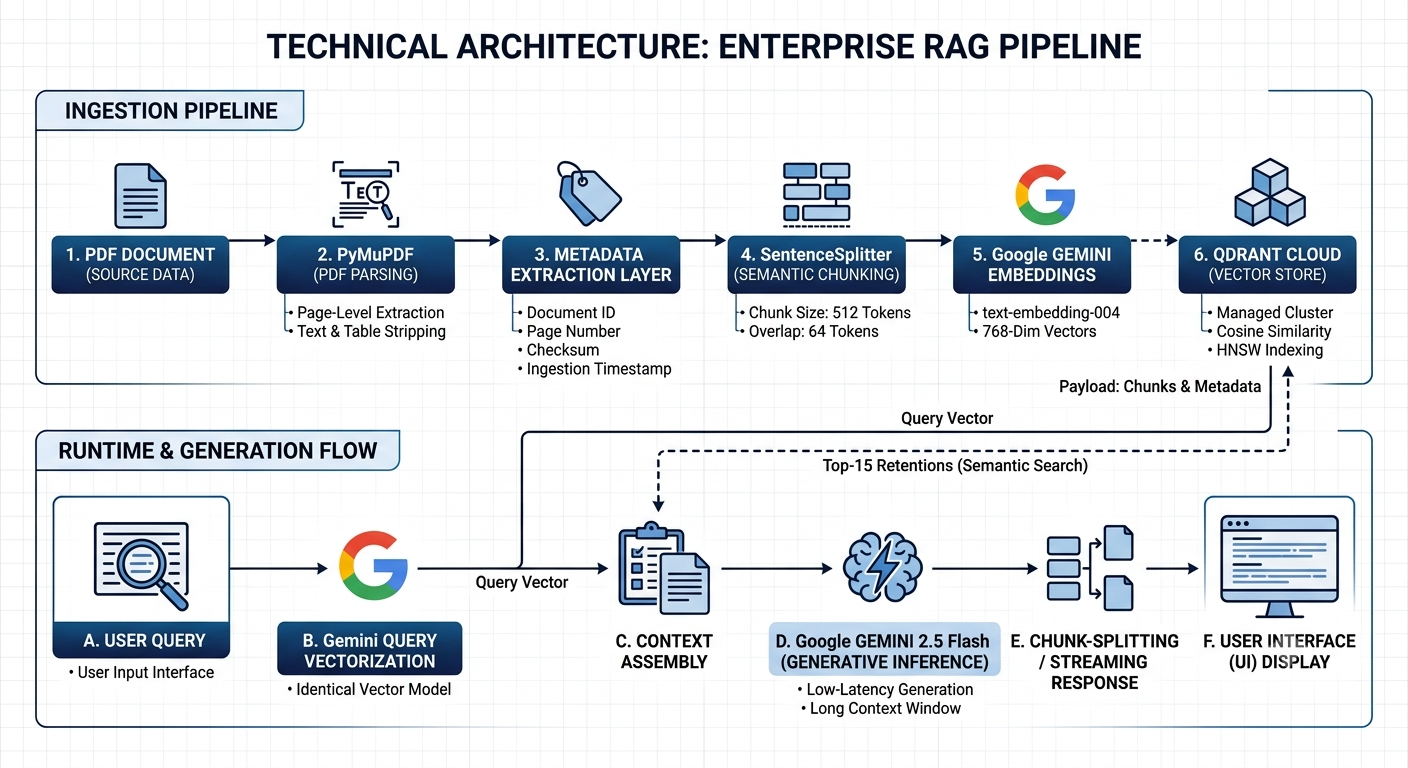 TECHNICAL ARCHITECTURE: ENTERPRISE RAG PIPELINE
INGESTION PIPELINE
1. PDF DOCUMENT
(SOURCE DATA)
2. PyMuPDF
(PDF PARSING)
• Page-Level Extraction
• Text & Table Stripping
3. METADATA
EXTRACTION LAYER
• Document ID
• Page Number
• Checksum
• Ingestion Timestamp
4. SentenceSplitter
(SEMANTIC CHUNKING)
• Chunk Size: 512 Tokens
• Overlap: 64 Tokens
5. Google GEMINI
EMBEDDINGS
• text-embedding-004
• 768-Dim Vectors
6. QDRANT CLOUD
(VECTOR STORE)
• Managed Cluster
• Cosine Similarity
• HNSW Indexing
Payload: Chunks & Metadata
Query Vector
Top-15 Retentions (Semantic Search)
RUNTIME & GENERATION FLOW
A. USER QUERY
• User Input Interface
B. Gemini QUERY
VECTORIZATION
• Identical Vector Model
Query Vector
C. CONTEXT
ASSEMBLY
D. Google GEMINI 2.5 Flash
(GENERATIVE INFERENCE)
• Low-Latency Generation
• Long Context Window
E. CHUNK-SPLITTING
/ STREAMING
RESPONSE
F. USER INTERFACE
(UI) DISPLAY